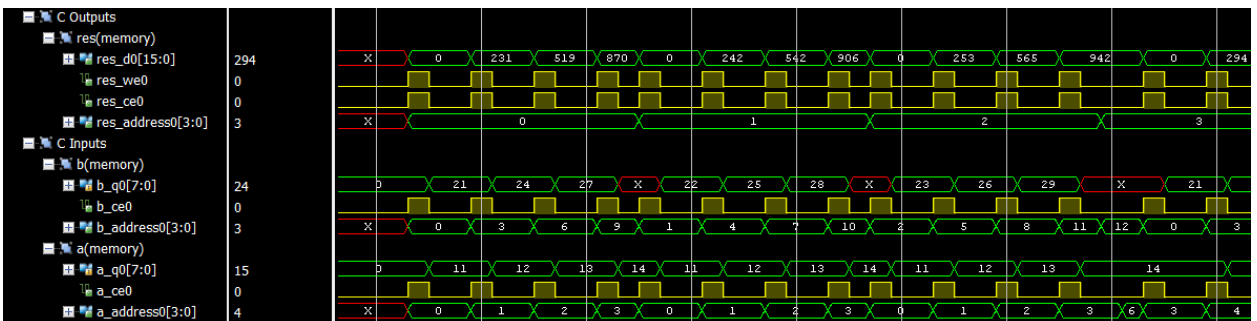 C Outputs
res(memory)
res_d0[15:0] 294 X 0 231 519 870 0 242 542 906 0 253 565 942 0 294
res_we0 0
res_ce0 0
res_address0[3:0] 3 X 0 1 2 3
C Inputs
b(memory)
b_q0[7:0] 24 0 21 24 27 X 22 25 28 X 23 26 29 X 21
b_ce0 0
b_address0[3:0] 3 X 0 3 6 9 1 4 7 10 2 5 8 11 12 0 3
a(memory)
a_q0[7:0] 15 0 11 12 13 14 11 12 13 14 11 12 13 14
a_ce0 0
a_address0[3:0] 4 X 0 1 2 3 0 1 2 3 0 1 2 3 6 3 4